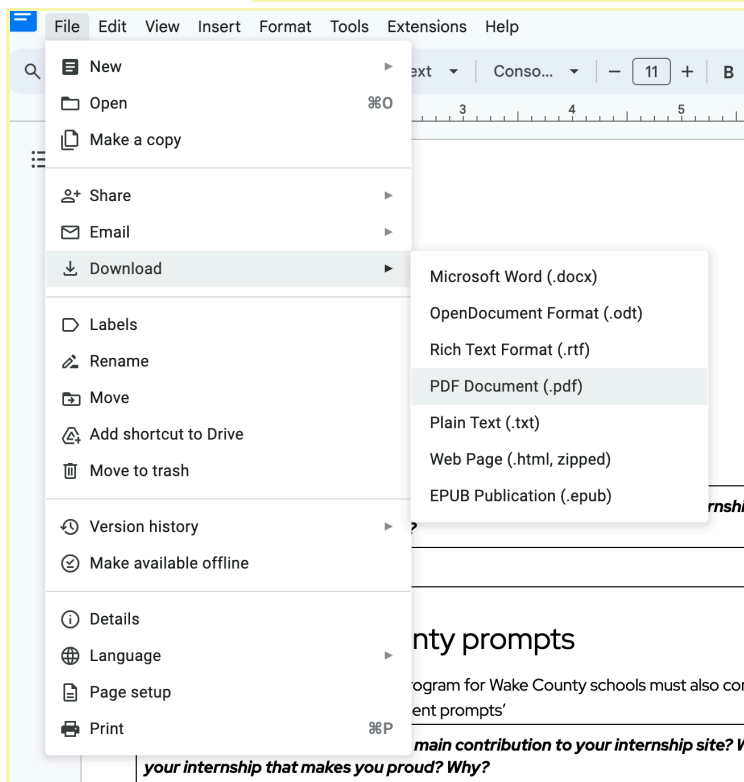 File Edit View Insert Format Tools Extensions Help
ext Conso... − 11 + B
3 4 5
New
Open ⌘O
Make a copy
Share
Email
Download
Microsoft Word (.docx)
OpenDocument Format (.odt)
Rich Text Format (.rtf)
PDF Document (.pdf)
Plain Text (.txt)
Web Page (.html, zipped)
EPUB Publication (.epub)
Labels
Rename
Move
Add shortcut to Drive
Move to trash
Version history
Make available offline
Details
Language
Page setup
Print ⌘P
rnshi
?
nty prompts
ogram for Wake County schools must also co
ent prompts’
main contribution to your internship site?
your internship that makes you proud? Why?